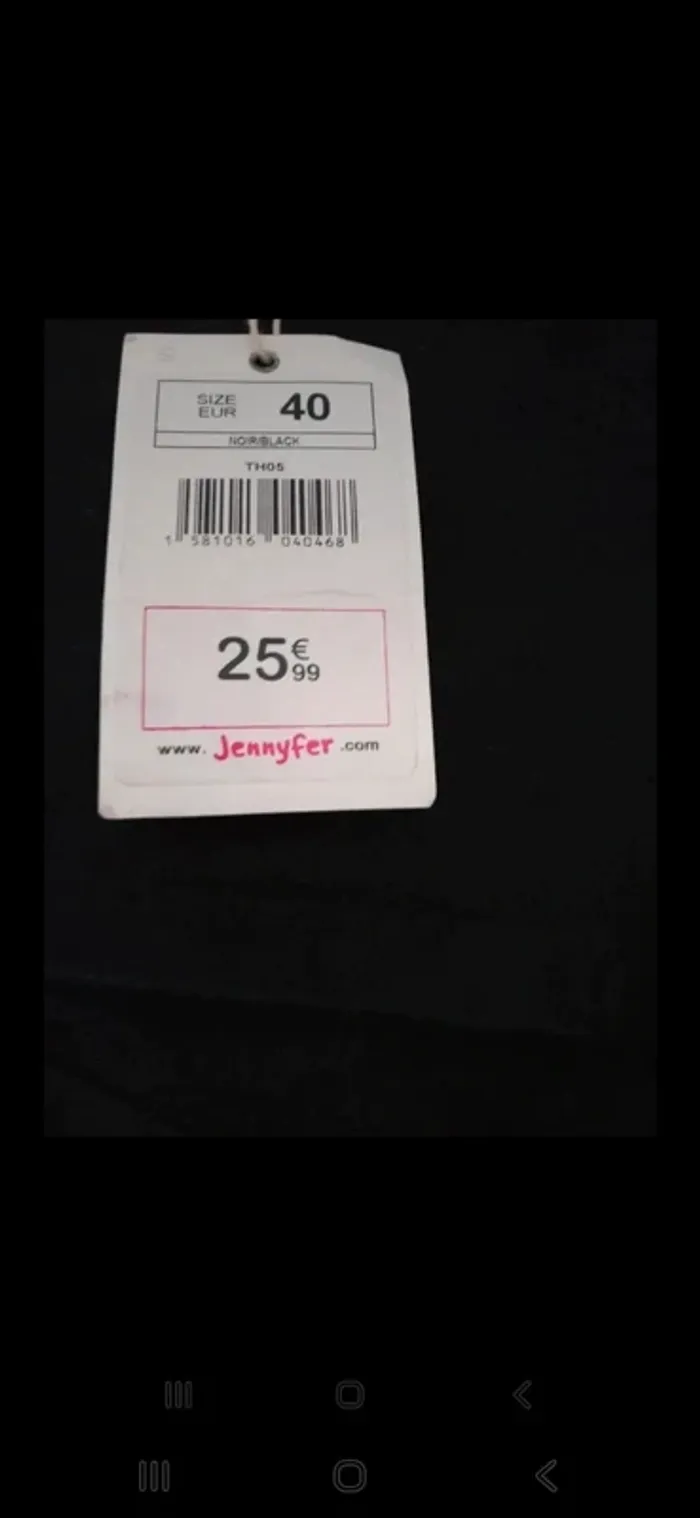 SIZE
EUR
40
NOIR/BLACK
TH05
1 581016 040468
25€99
www.Jennyfer.com